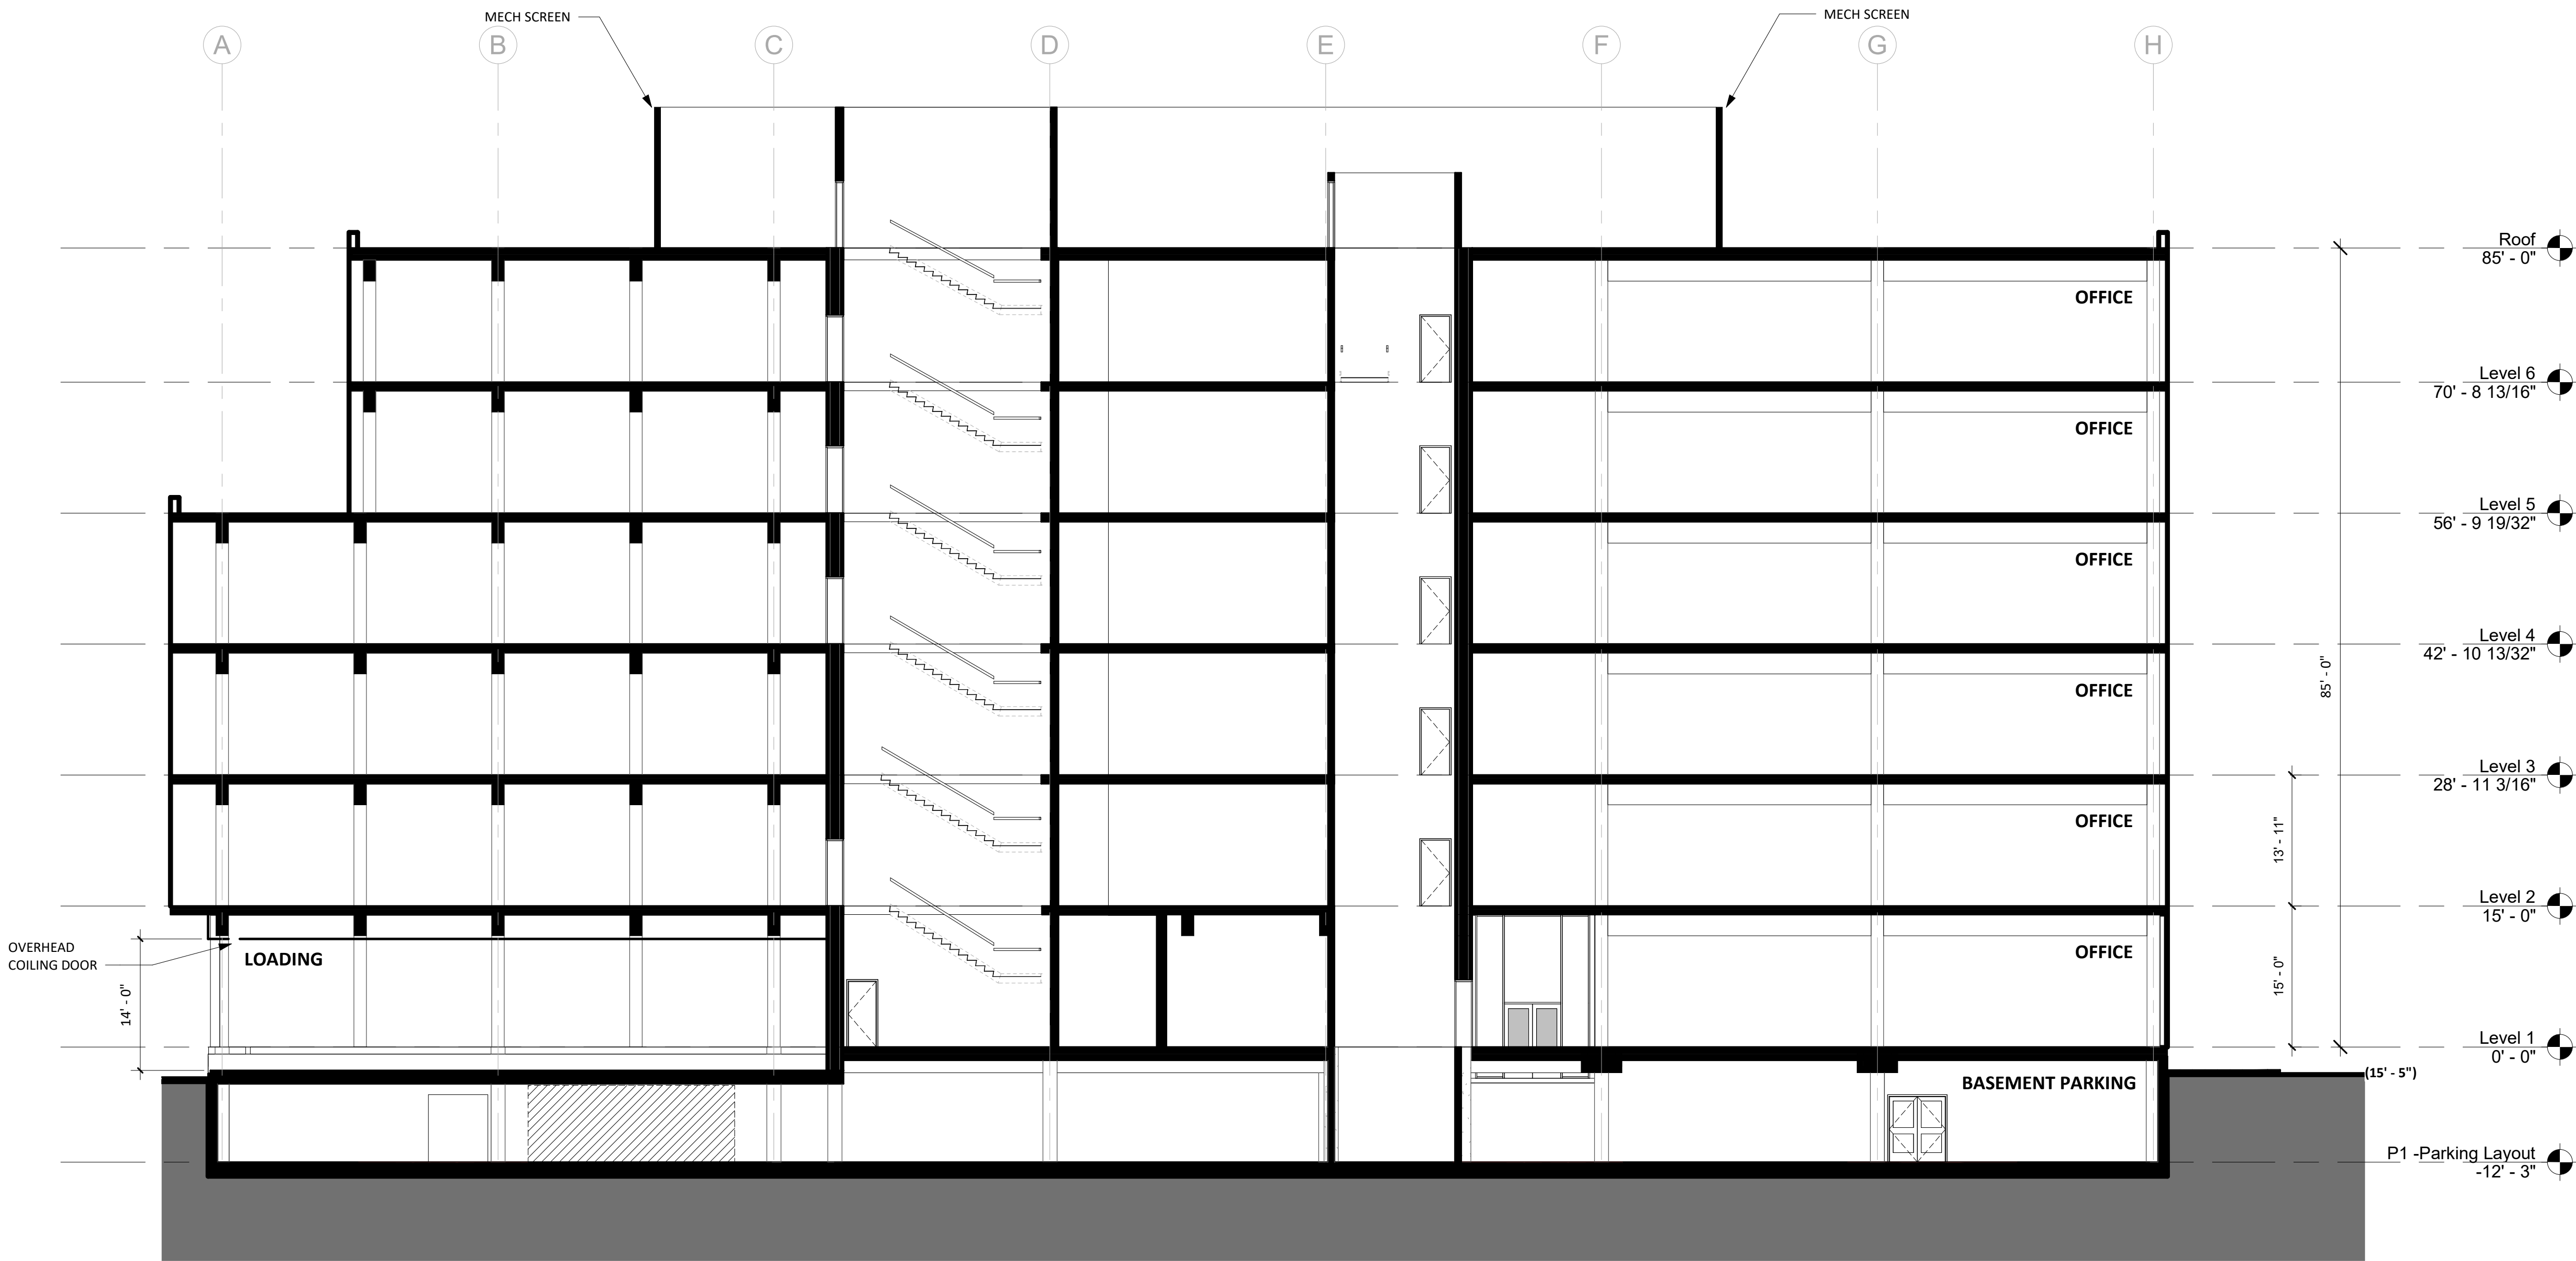 MECH SCREEN
MECH SCREEN
A
B
C
D
E
F
G
H
Roof
85' - 0"
OFFICE
Level 6
70' - 8 13/16"
OFFICE
Level 5
56' - 9 19/32"
OFFICE
Level 4
42' - 10 13/32"
85' - 0"
OFFICE
Level 3
28' - 11 3/16"
OFFICE
13' - 11"
Level 2
15' - 0"
OVERHEAD
COILING DOOR
LOADING
OFFICE
14' - 0"
15' - 0"
Level 1
0' - 0"
(15' - 5")
BASEMENT PARKING
P1 -Parking Layout
-12' - 3"